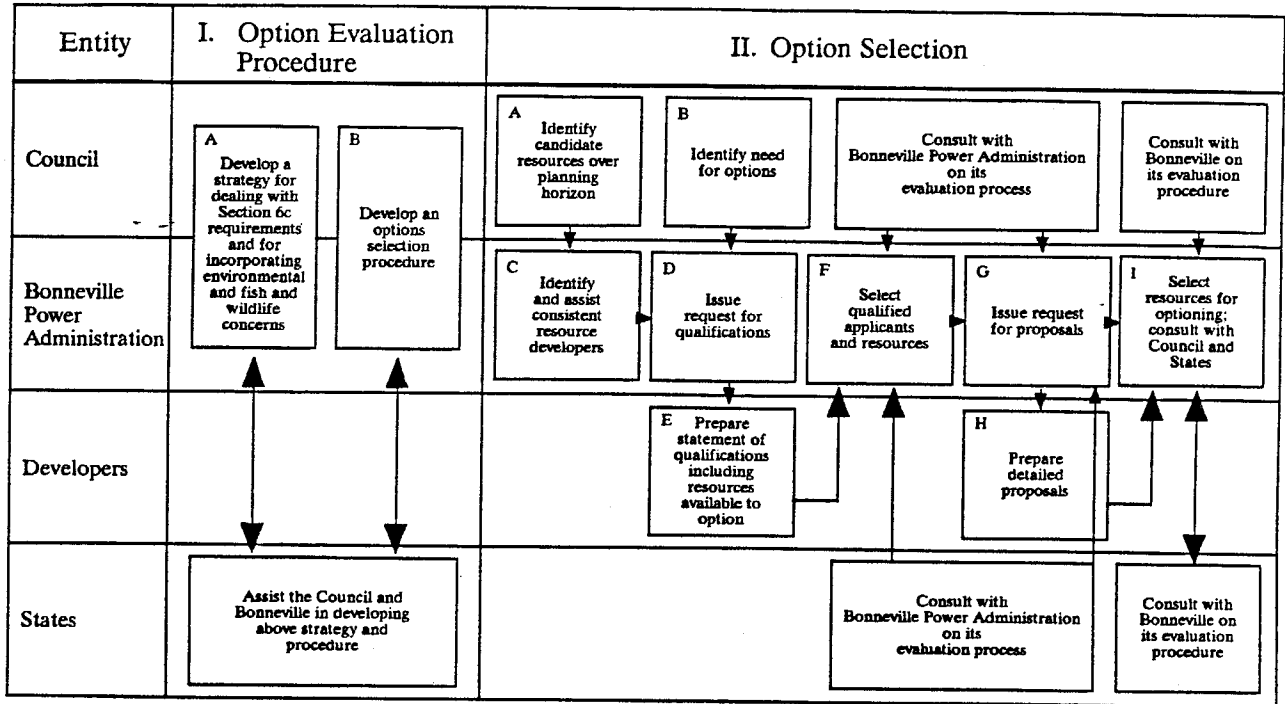 Entity
I. Option Evaluation
Procedure
II. Option Selection
Council
A
Develop a
strategy for
dealing with
Section 6c
requirements
and for
incorporating
environmental
and fish and
wildlife
concerns
B
Develop an
options
selection
procedure
A
Identify
candidate
resources over
planning
horizon
B
Identify need
for options
Consult with
Bonneville Power Administration
on its
evaluation process
Consult with
Bonneville on
its evaluation
procedure
Bonneville
Power
Administration
C
Identify
and assist
consistent
resource
developers
D
Issue
request for
qualifications
F
Select
qualified
applicants
and resources
G
Issue request
for proposals
I
Select
resources for
optioning;
consult with
Council and
States
Developers
E
Prepare
statement of
qualifications
including
resources
available to
option
H
Prepare
detailed
proposals
States
Assist the Council and
Bonneville in developing
above strategy and
procedure
Consult with
Bonneville Power Administration
on its
evaluation process
Consult with
Bonneville on
its evaluation
procedure